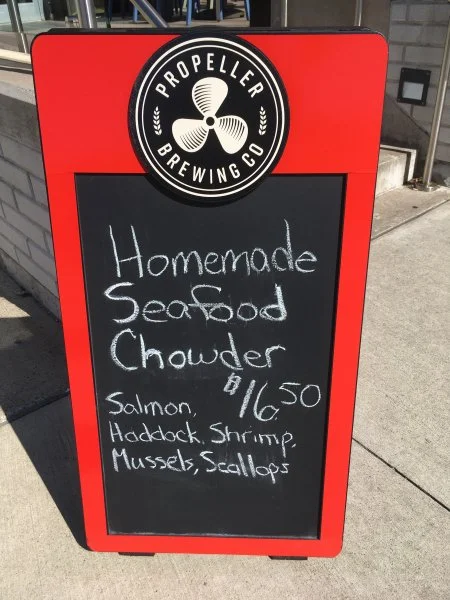 PROPELLER
BREWING CO
Homemade
Seafood
Chowder
$16.50
Salmon,
Haddock, Shrimp,
Mussels, Scallops